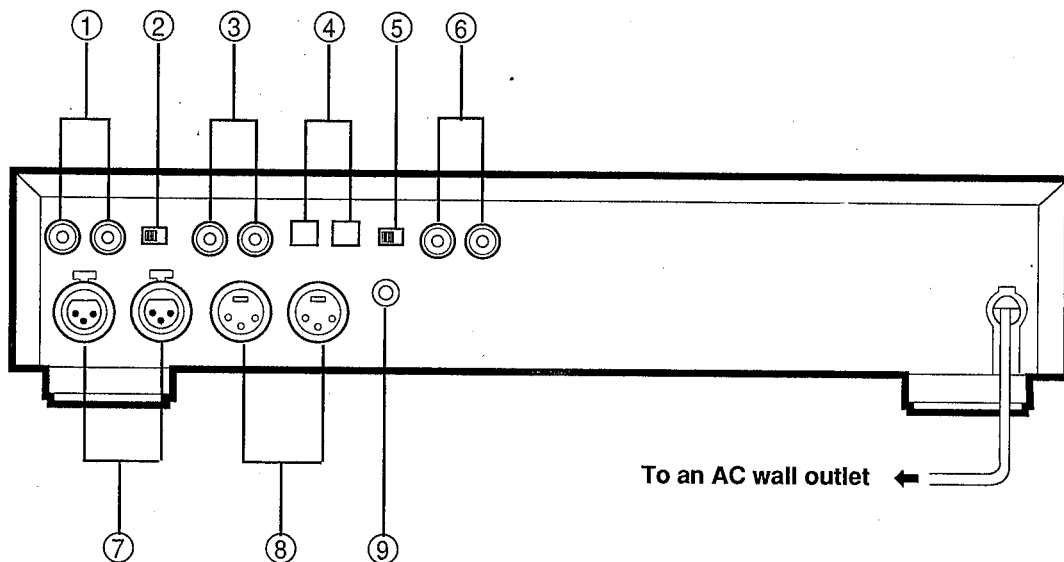 ① ② ③ ④ ⑤ ⑥
To an AC wall outlet
⑦ ⑧ ⑨